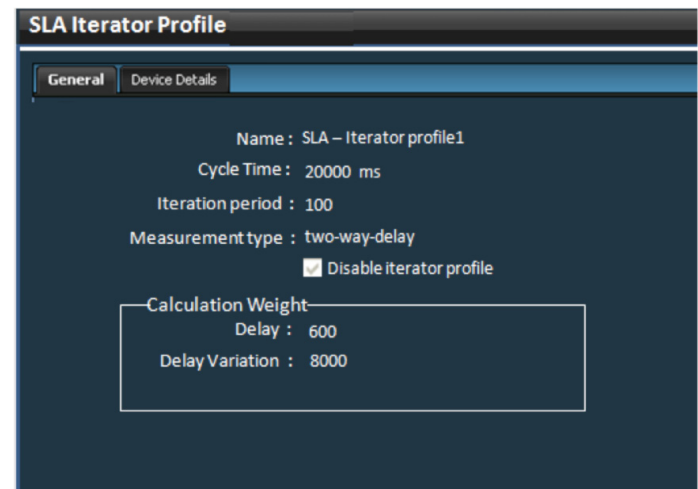 SLA Iterator Profile
General Device Details
Name : SLA – Iterator profile1
Cycle Time : 20000 ms
Iteration period : 100
Measurement type : two-way-delay
Disable iterator profile
Calculation Weight
Delay : 600
Delay Variation : 8000